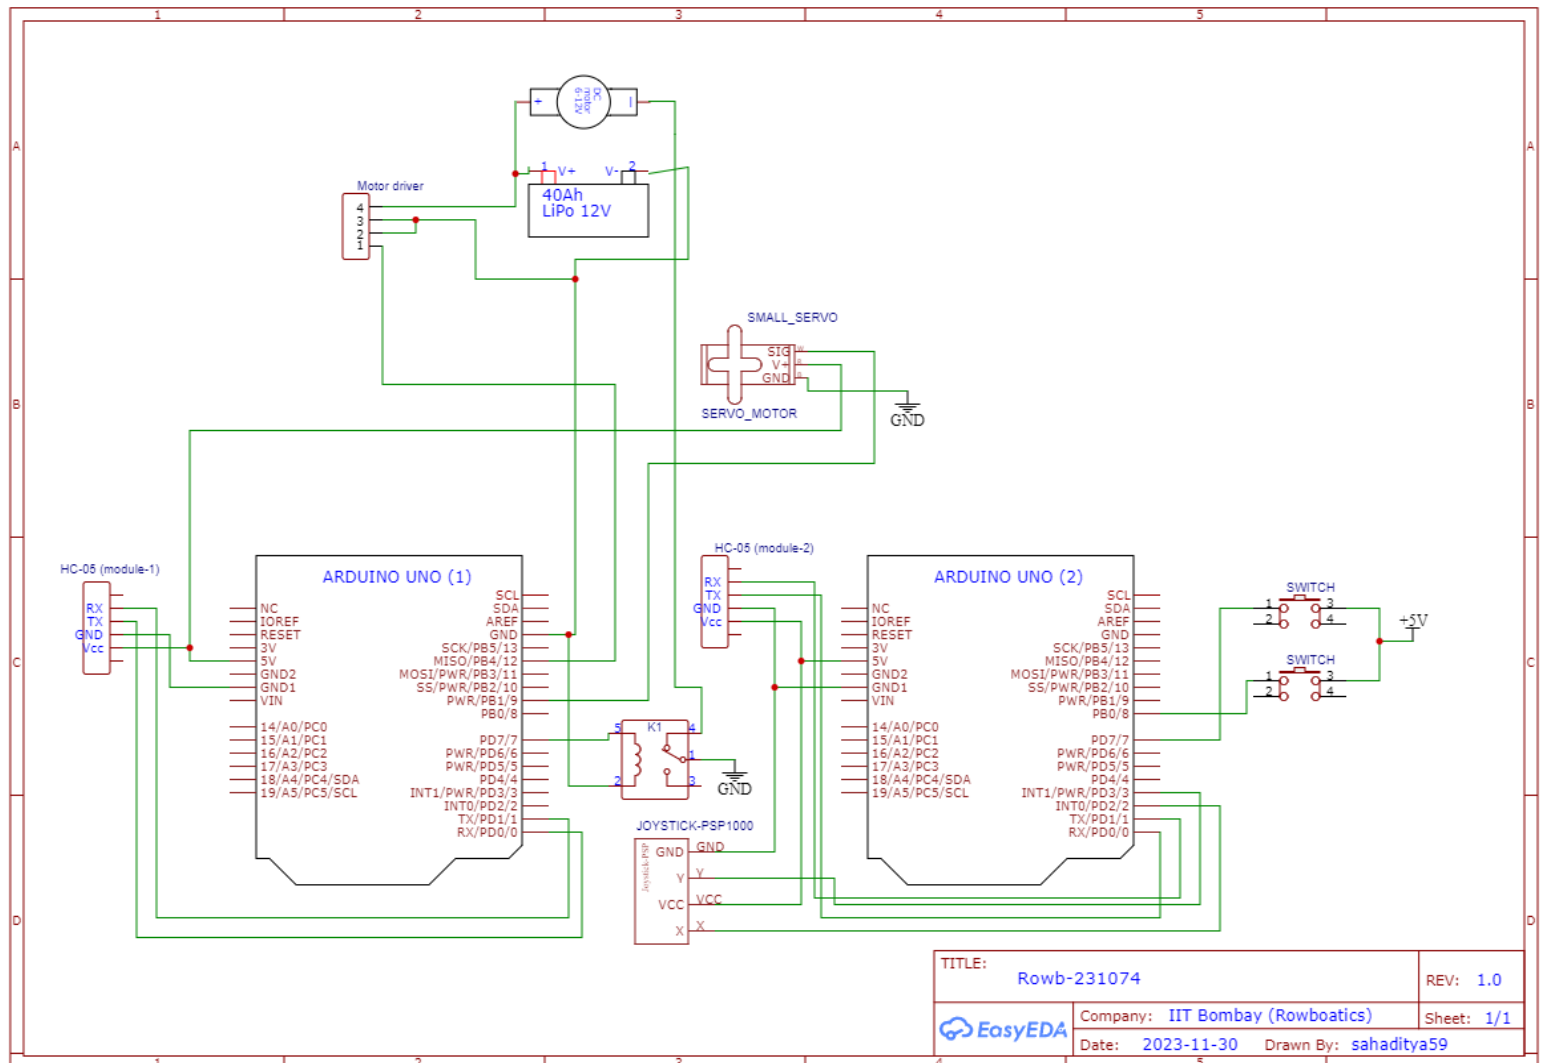 1 2 3 4 5
A A
B B
C C
D D
+ DC motor 6-12V
1 V+ V- 2
40Ah
LiPo 12V
Motor driver
4
3
2
1
SMALL_SERVO
SIG
V+
GND
SERVO_MOTOR
GND
HC-05 (module-1)
RX
TX
GND
Vcc
ARDUINO UNO (1)
NC
IOREF
RESET
3V
5V
GND2
GND1
VIN
14/A0/PC0
15/A1/PC1
16/A2/PC2
17/A3/PC3
18/A4/PC4/SDA
19/A5/PC5/SCL
SCL
SDA
AREF
GND
SCK/PB5/13
MISO/PB4/12
MOSI/PWR/PB3/11
SS/PWR/PB2/10
PWR/PB1/9
PB0/8
PD7/7
PWR/PD6/6
PWR/PD5/5
PD4/4
INT1/PWR/PD3/3
INT0/PD2/2
TX/PD1/1
RX/PD0/0
5 K1 4
1
2 3
GND
HC-05 (module-2)
RX
TX
GND
Vcc
ARDUINO UNO (2)
NC
IOREF
RESET
3V
5V
GND2
GND1
VIN
14/A0/PC0
15/A1/PC1
16/A2/PC2
17/A3/PC3
18/A4/PC4/SDA
19/A5/PC5/SCL
SCL
SDA
AREF
GND
SCK/PB5/13
MISO/PB4/12
MOSI/PWR/PB3/11
SS/PWR/PB2/10
PWR/PB1/9
PB0/8
PD7/7
PWR/PD6/6
PWR/PD5/5
PD4/4
INT1/PWR/PD3/3
INT0/PD2/2
TX/PD1/1
RX/PD0/0
SWITCH
1 3
2 4
SWITCH
1 3
2 4
+5V
JOYSTICK-PSP1000
Joystick-PSP
GND GND
Y Y
VCC VCC
X X
TITLE:
Rowb-231074
REV: 1.0
EasyEDA
Company: IIT Bombay (Rowboatics)
Sheet: 1/1
Date: 2023-11-30 Drawn By: sahaditya59
1 2 3 4 5